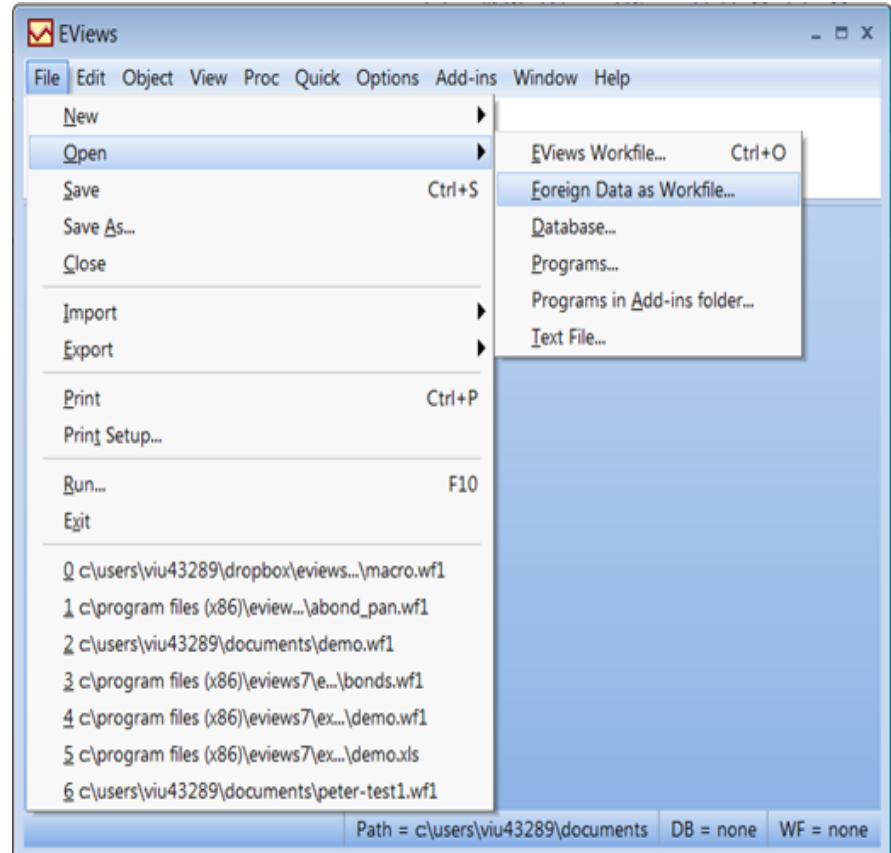 EViews
File Edit Object View Proc Quick Options Add-ins Window Help
New
Open
Save Ctrl+S
Save As...
Close
Import
Export
Print Ctrl+P
Print Setup...
Run... F10
Exit
0 c\users\viu43289\dropbox\eviews...\macro.wf1
1 c\program files (x86)\eview...\abond_pan.wf1
2 c\users\viu43289\documents\demo.wf1
3 c\program files (x86)\eviews7\e...\bonds.wf1
4 c\program files (x86)\eviews7\ex...\demo.wf1
5 c\program files (x86)\eviews7\ex...\demo.xls
6 c\users\viu43289\documents\peter-test1.wf1
EViews Workfile... Ctrl+O
Foreign Data as Workfile...
Database...
Programs...
Programs in Add-ins folder...
Text File...
Path = c\users\viu43289\documents DB = none WF = none